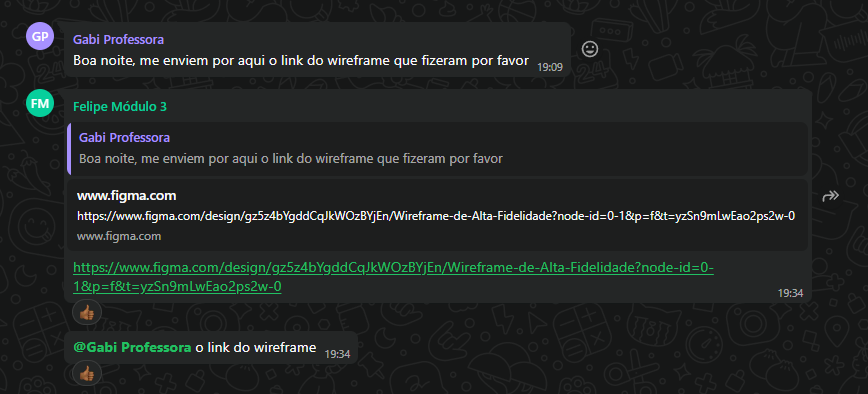 GP
Gabi Professora
Boa noite, me enviem por aqui o link do wireframe que fizeram por favor
19:09
FM
Felipe Módulo 3
Gabi Professora
Boa noite, me enviem por aqui o link do wireframe que fizeram por favor
www.figma.com
https://www.figma.com/design/gz5z4bYgddCqJkWOzBYjEn/Wireframe-de-Alta-Fidelidade?node-id=0-1&p=f&t=yzSn9mLwEao2ps2w-0
www.figma.com
https://www.figma.com/design/gz5z4bYgddCqJkWOzBYjEn/Wireframe-de-Alta-Fidelidade?node-id=0-
1&p=f&t=yzSn9mLwEao2ps2w-0
19:34
@Gabi Professora o link do wireframe 19:34